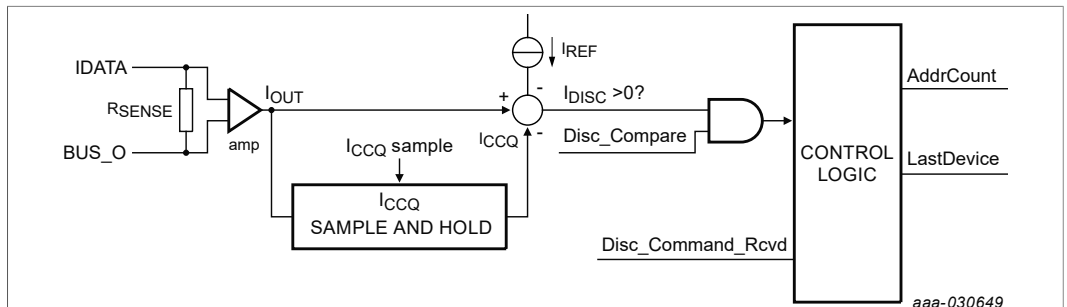 IDATA
RSENSE
BUS_O
amp
IOUT
ICCQ sample
ICCQ
SAMPLE AND HOLD
IREF
+
-
-
ICCQ
IDISC >0?
Disc_Compare
Disc_Command_Rcvd
CONTROL
LOGIC
AddrCount
LastDevice
aaa-030649